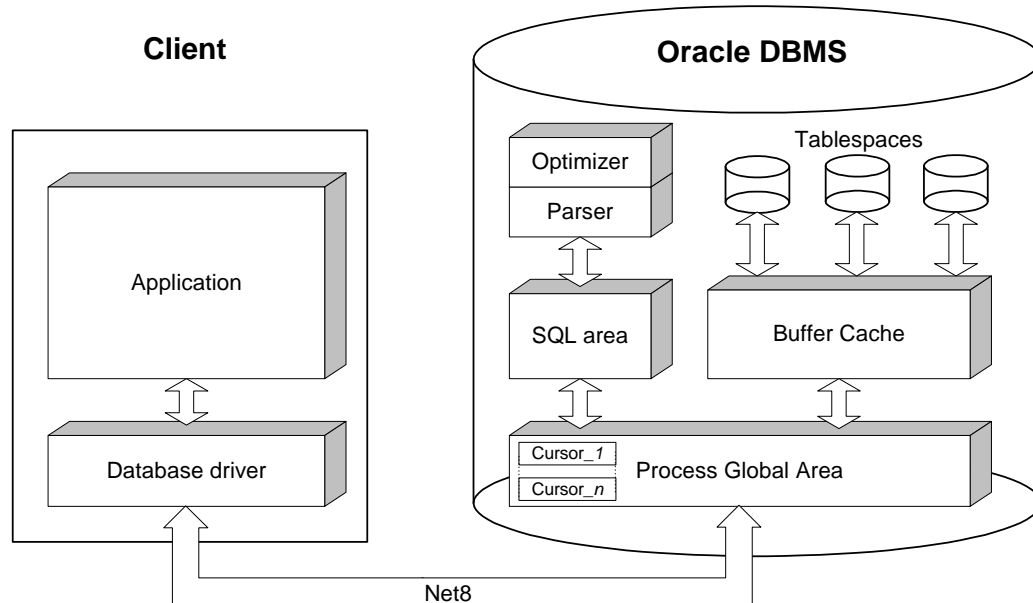 Client
Oracle DBMS
Application
Database driver
Optimizer
Parser
SQL area
Tablespaces
Buffer Cache
Cursor_1
Cursor_n
Process Global Area
Net8